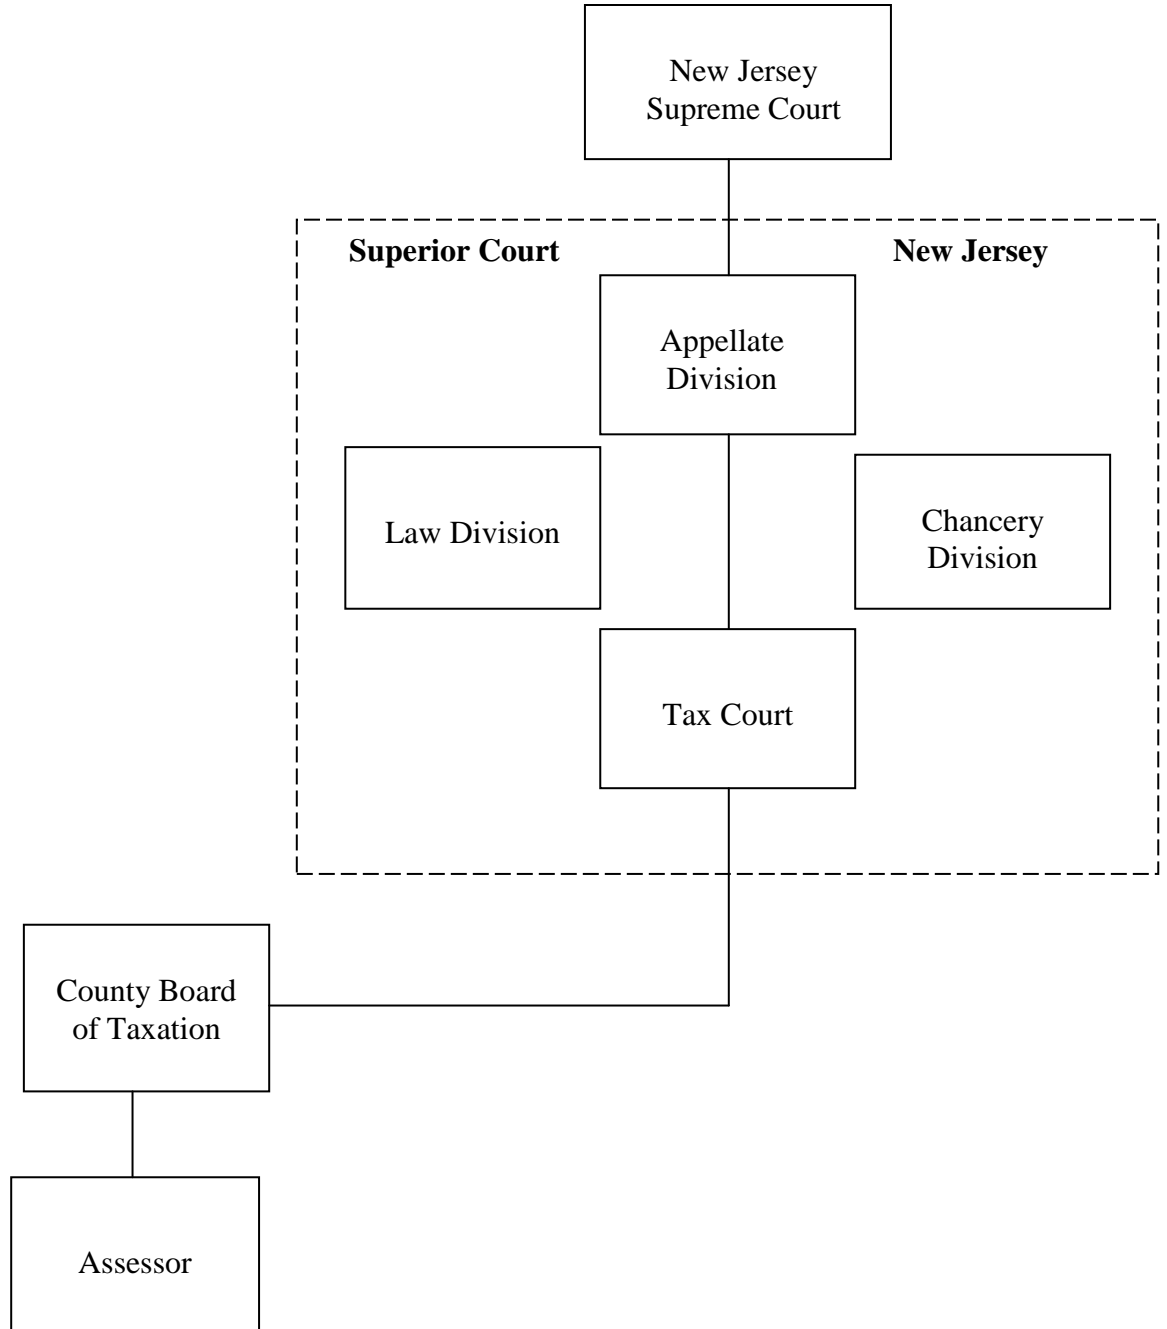 New Jersey
Supreme Court
Superior Court
New Jersey
Appellate
Division
Law Division
Chancery
Division
Tax Court
County Board
of Taxation
Assessor